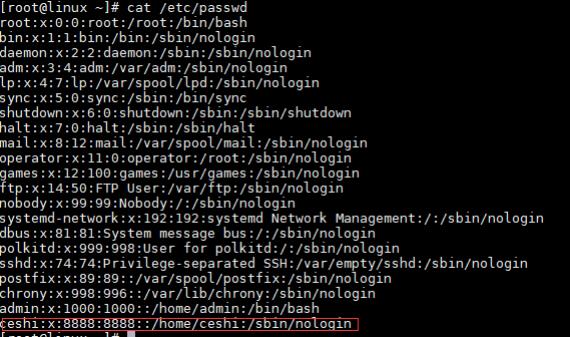 [root@linux ~]# cat /etc/passwd
root:x:0:0:root:/root:/bin/bash
bin:x:1:1:bin:/bin:/sbin/nologin
daemon:x:2:2:daemon:/sbin:/sbin/nologin
adm:x:3:4:adm:/var/adm:/sbin/nologin
lp:x:4:7:lp:/var/spool/lpd:/sbin/nologin
sync:x:5:0:sync:/sbin:/bin/sync
shutdown:x:6:0:shutdown:/sbin:/sbin/shutdown
halt:x:7:0:halt:/sbin:/sbin/halt
mail:x:8:12:mail:/var/spool/mail:/sbin/nologin
operator:x:11:0:operator:/root:/sbin/nologin
games:x:12:100:games:/usr/games:/sbin/nologin
ftp:x:14:50:FTP User:/var/ftp:/sbin/nologin
nobody:x:99:99:Nobody:/:/sbin/nologin
systemd-network:x:192:192:systemd Network Management:/:/sbin/nologin
dbus:x:81:81:System message bus:/:/sbin/nologin
polkitd:x:999:998:User for polkitd:/:/sbin/nologin
sshd:x:74:74:Privilege-separated SSH:/var/empty/sshd:/sbin/nologin
postfix:x:89:89::/var/spool/postfix:/sbin/nologin
chrony:x:998:996::/var/lib/chrony:/sbin/nologin
admin:x:1000:1000::/home/admin:/bin/bash
ceshi:x:8888:8888::/home/ceshi:/sbin/nologin
[root@linux ~]#